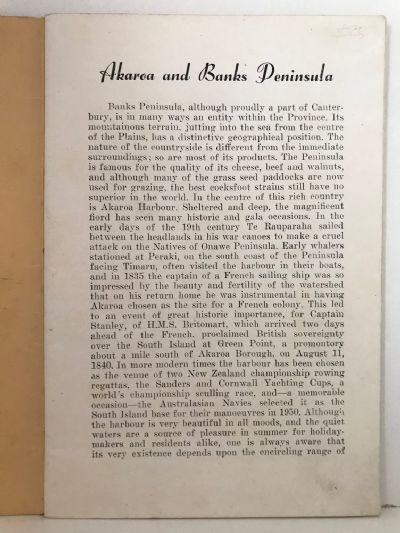 Akaroa and Banks Peninsula
Banks Peninsula, although proudly a part of Canter-
bury, is in many ways an entity within the Province. Its
mountainous terrain, jutting into the sea from the centre
of the Plains, has a distinctive geographical position. The
nature of the countryside is different from the immediate
surroundings; so are most of its products. The Peninsula
is famous for the quality of its cheese, beef and walnuts,
and although many of the grass seed paddocks are now
used for grazing, the best cocksfoot strains still have no
superior in the world. In the centre of this rich country
is Akaroa Harbour. Sheltered and deep, the magnificent
fiord has seen many historic and gala occasions. In the
early days of the 19th century Te Rauparaha sailed
between the headlands in his war canoes to make a cruel
attack on the Natives of Onawe Peninsula. Early whalers
stationed at Peraki, on the south coast of the Peninsula
facing Timaru, often visited the harbour in their boats,
and in 1835 the captain of a French sailing ship was so
impressed by the beauty and fertility of the watershed
that on his return home he was instrumental in having
Akaroa chosen as the site for a French colony. This led
to an event of great historic importance, for Captain
Stanley, of H.M.S. Britomart, which arrived two days
ahead of the French, proclaimed British sovereignty
over the South Island at Green Point, a promontory
about a mile south of Akaroa Borough, on August 11,
1840. In more modern times the harbour has been chosen
as the venue of two New Zealand championship rowing
regattas, the Sanders and Cornwall Yachting Cups, a
world's championship sculling race, and—a memorable
occasion—the Australasian Navies selected it as the
South Island base for their manoeuvres in 1950. Although
the harbour is very beautiful in all moods, and the quiet
waters are a source of pleasure in summer for holiday-
makers and residents alike, one is always aware that
its very existence depends upon the encircling range of